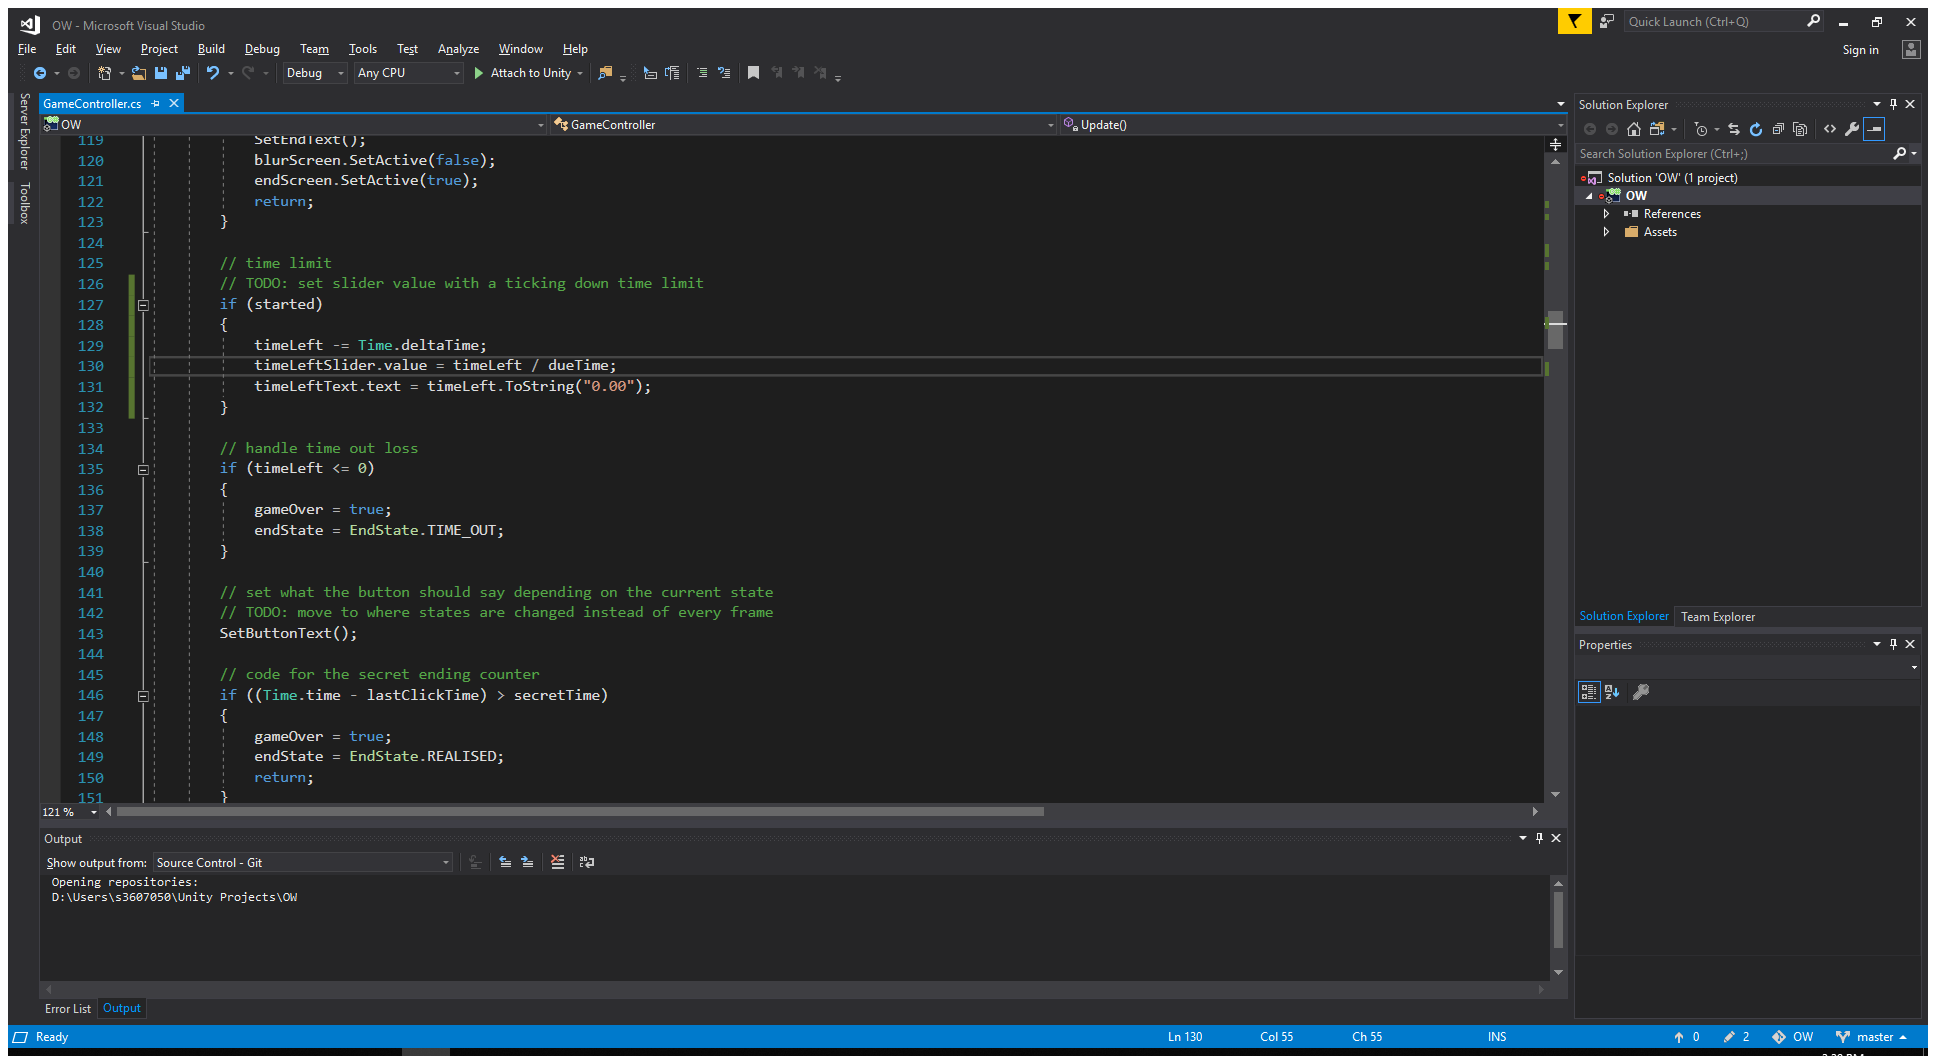 OW - Microsoft Visual Studio
Quick Launch (Ctrl+Q)
File Edit View Project Build Debug Team Tools Test Analyze Window Help
Sign in
Debug Any CPU Attach to Unity
Server Explorer
Toolbox
GameController.cs
OW GameController Update()
119 SetEndText();
120 blurScreen.SetActive(false);
121 endScreen.SetActive(true);
122 return;
123 }
124
125 // time limit
126 // TODO: set slider value with a ticking down time limit
127 if (started)
128 {
129 timeLeft -= Time.deltaTime;
130 timeLeftSlider.value = timeLeft / dueTime;
131 timeLeftText.text = timeLeft.ToString("0.00");
132 }
133
134 // handle time out loss
135 if (timeLeft <= 0)
136 {
137 gameOver = true;
138 endState = EndState.TIME_OUT;
139 }
140
141 // set what the button should say depending on the current state
142 // TODO: move to where states are changed instead of every frame
143 SetButtonText();
144
145 // code for the secret ending counter
146 if ((Time.time - lastClickTime) > secretTime)
147 {
148 gameOver = true;
149 endState = EndState.REALISED;
150 return;
151 }
121 %
Solution Explorer
Search Solution Explorer (Ctrl+;)
Solution 'OW' (1 project)
OW
References
Assets
Solution Explorer Team Explorer
Properties
Output
Show output from: Source Control - Git
Opening repositories:
D:\Users\s3607050\Unity Projects\OW
Error List Output
Ready Ln 130 Col 55 Ch 55 INS 0 2 OW master